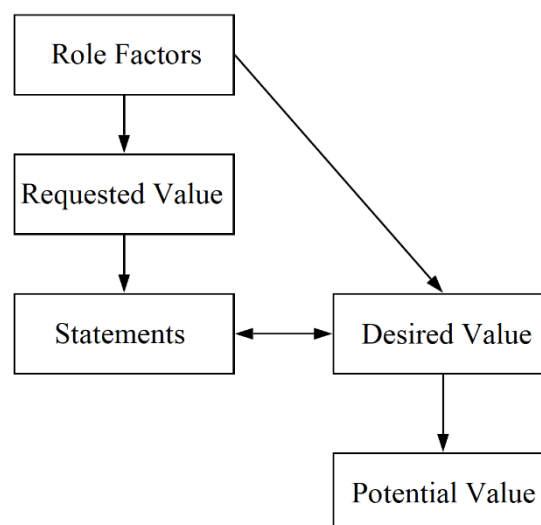 Role Factors
Requested Value
Statements
Desired Value
Potential Value